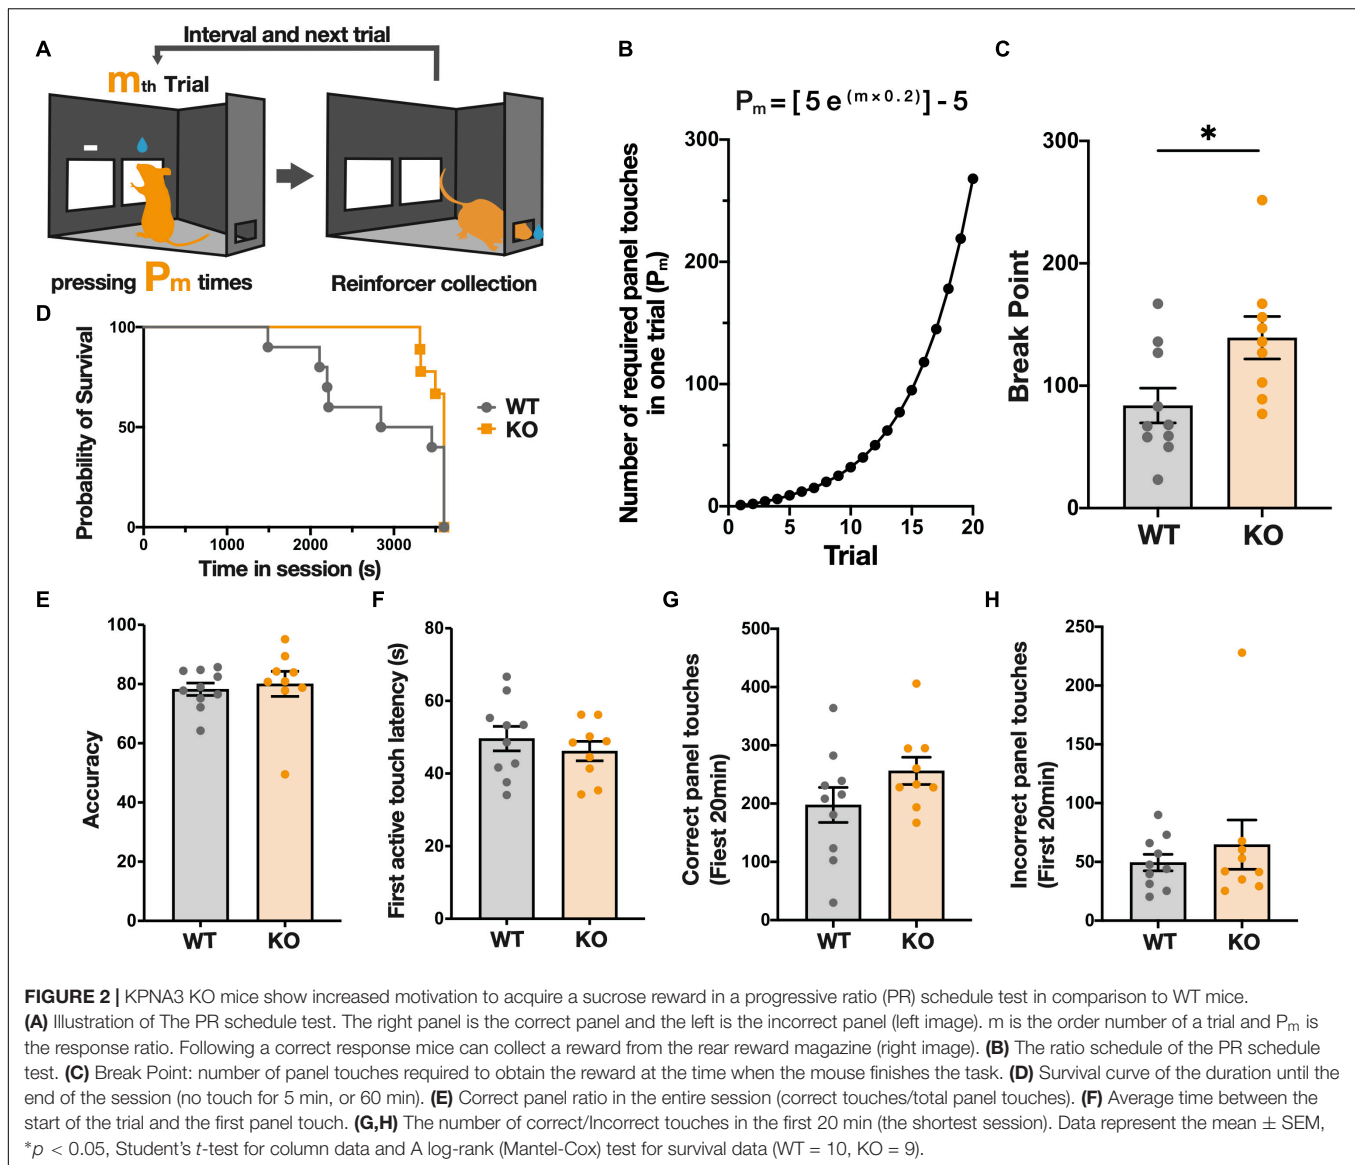 A
Interval and next trial
mth Trial
pressing Pm times
Reinforcer collection
B
Pm = [ 5 e(m×0.2)] - 5
Number of required panel touches
in one trial (Pm)
300
200
100
0
0
5
10
15
20
Trial
C
*
Break Point
300
200
100
0
WT
KO
D
Probability of Survival
100
50
0
0
1000
2000
3000
Time in session (s)
WT
KO
E
Accuracy
100
80
60
40
20
0
WT
KO
F
First active touch latency (s)
80
60
40
20
0
WT
KO
G
Correct panel touches
(Fiest 20min)
500
400
300
200
100
0
WT
KO
H
Incorrect panel touches
(First 20min)
250
200
150
100
50
0
WT
KO
FIGURE 2 | KPNA3 KO mice show increased motivation to acquire a sucrose reward in a progressive ratio (PR) schedule test in comparison to WT mice.
(A) Illustration of The PR schedule test. The right panel is the correct panel and the left is the incorrect panel (left image). m is the order number of a trial and Pm is
the response ratio. Following a correct response mice can collect a reward from the rear reward magazine (right image). (B) The ratio schedule of the PR schedule
test. (C) Break Point: number of panel touches required to obtain the reward at the time when the mouse finishes the task. (D) Survival curve of the duration until the
end of the session (no touch for 5 min, or 60 min). (E) Correct panel ratio in the entire session (correct touches/total panel touches). (F) Average time between the
start of the trial and the first panel touch. (G,H) The number of correct/Incorrect touches in the first 20 min (the shortest session). Data represent the mean ± SEM,
*p < 0.05, Student's t-test for column data and A log-rank (Mantel-Cox) test for survival data (WT = 10, KO = 9).